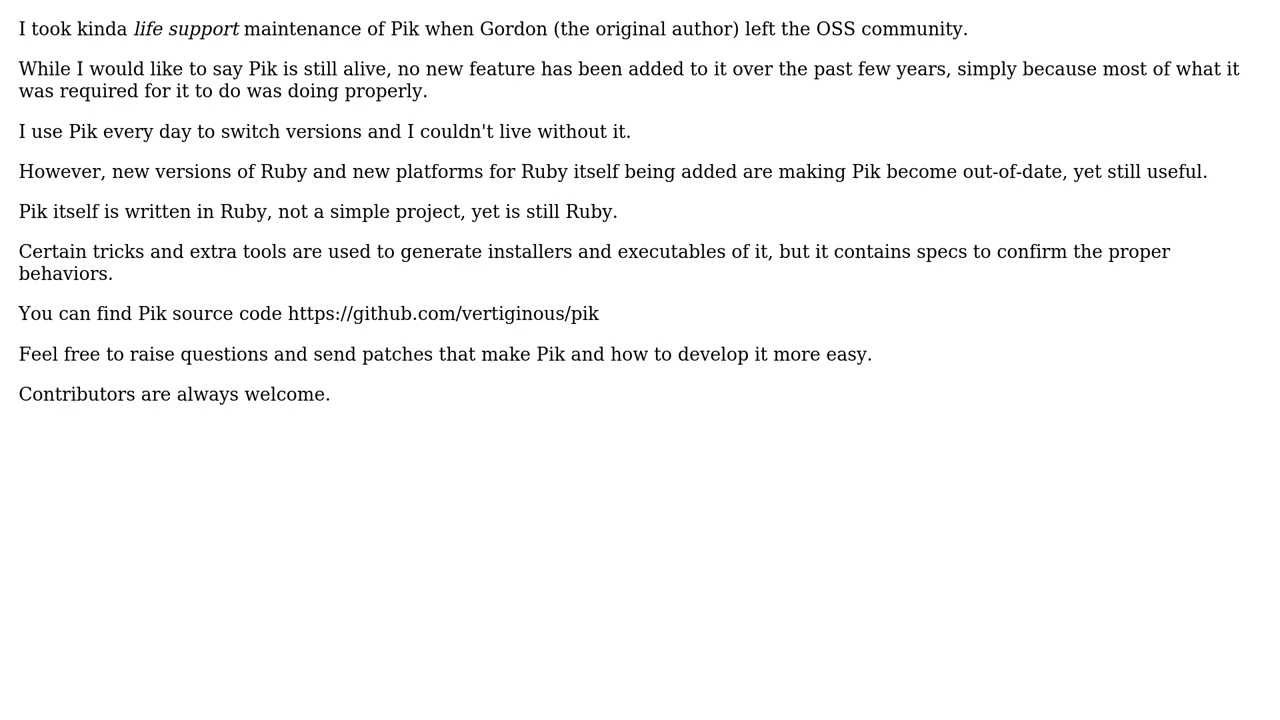 I took kinda life support maintenance of Pik when Gordon (the original author) left the OSS community.
While I would like to say Pik is still alive, no new feature has been added to it over the past few years, simply because most of what it
was required for it to do was doing properly.
I use Pik every day to switch versions and I couldn't live without it.
However, new versions of Ruby and new platforms for Ruby itself being added are making Pik become out-of-date, yet still useful.
Pik itself is written in Ruby, not a simple project, yet is still Ruby.
Certain tricks and extra tools are used to generate installers and executables of it, but it contains specs to confirm the proper
behaviors.
You can find Pik source code https://github.com/vertiginous/pik
Feel free to raise questions and send patches that make Pik and how to develop it more easy.
Contributors are always welcome.